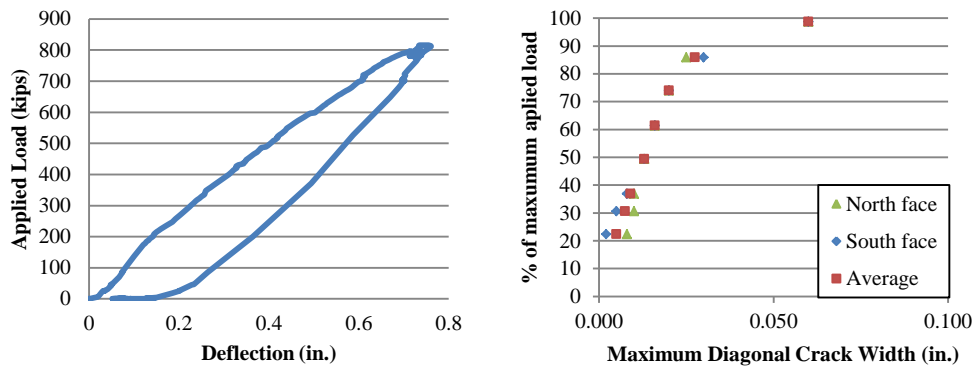 Applied Load (kips)
900
800
700
600
500
400
300
200
100
0
0 0.2 0.4 0.6 0.8
Deflection (in.)
% of maxumum aplied load
100
90
80
70
60
50
40
30
20
10
0
0.000 0.050 0.100
Maximum Diagonal Crack Width (in.)
North face
South face
Average